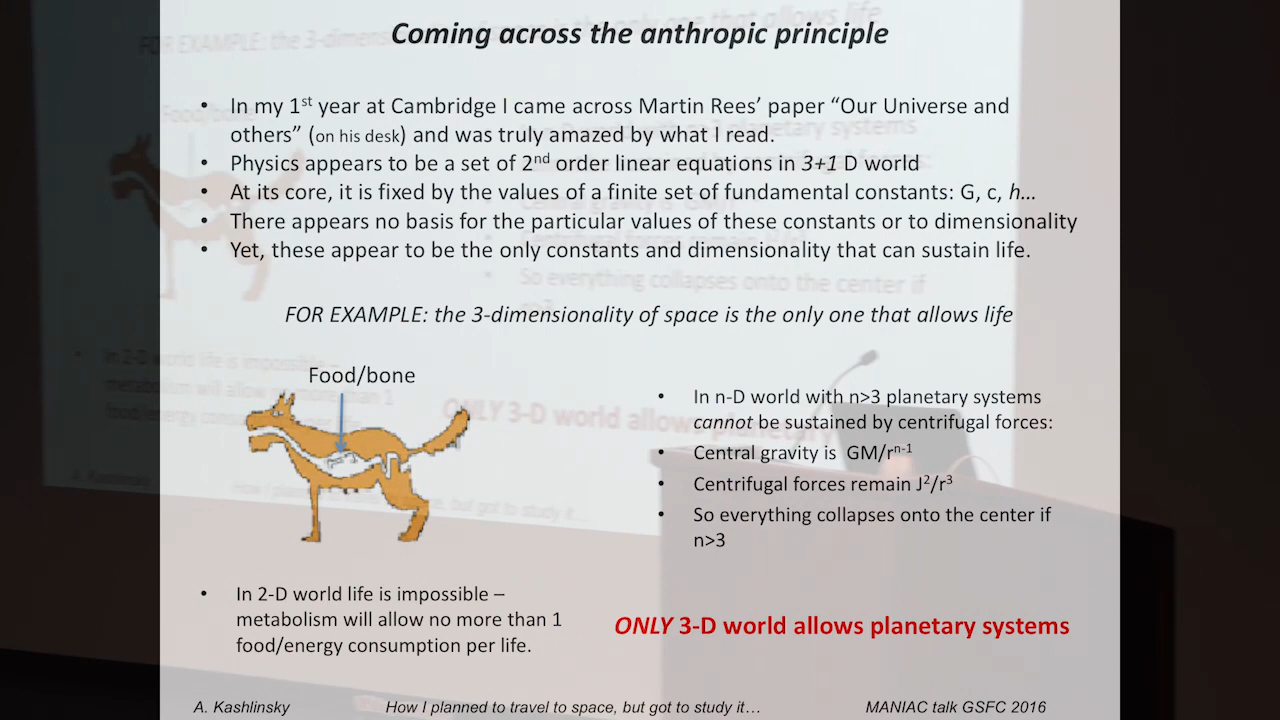 Coming across the anthropic principle
• In my 1st year at Cambridge I came across Martin Rees’ paper “Our Universe and
others” (on his desk) and was truly amazed by what I read.
• Physics appears to be a set of 2nd order linear equations in 3+1 D world
• At its core, it is fixed by the values of a finite set of fundamental constants: G, c, h…
• There appears no basis for the particular values of these constants or to dimensionality
• Yet, these appear to be the only constants and dimensionality that can sustain life.
FOR EXAMPLE: the 3-dimensionality of space is the only one that allows life
Food/bone
• In n-D world with n>3 planetary systems
cannot be sustained by centrifugal forces:
• Central gravity is GM/rⁿ⁻¹
• Centrifugal forces remain J²/r³
• So everything collapses onto the center if
n>3
• In 2-D world life is impossible –
metabolism will allow no more than 1
food/energy consumption per life.
ONLY 3-D world allows planetary systems
A. Kashlinsky How I planned to travel to space, but got to study it… MANIAC talk GSFC 2016